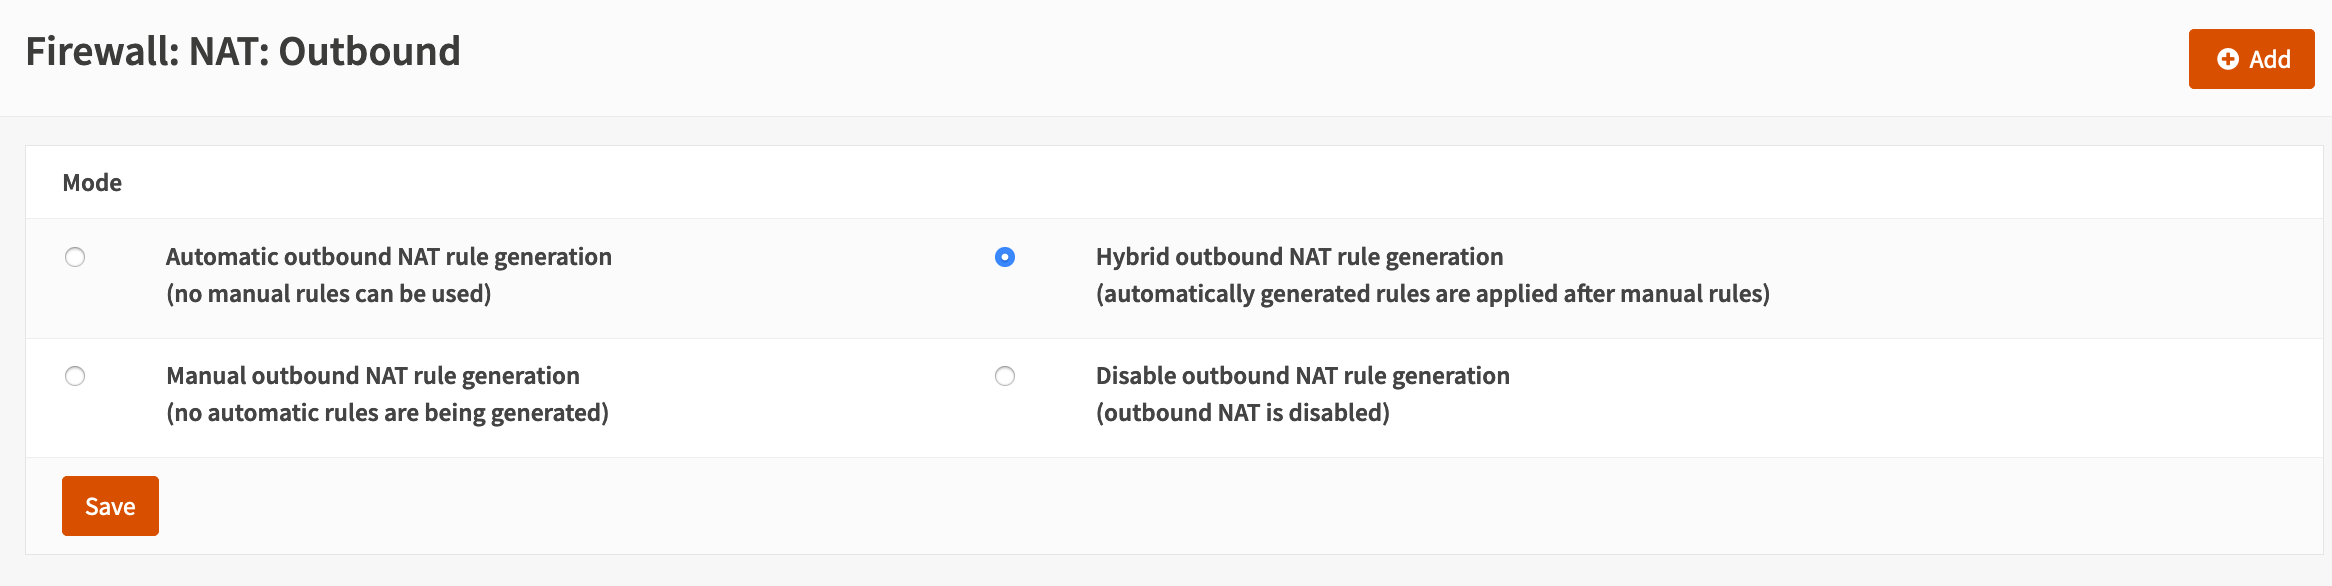 Firewall: NAT: Outbound
Add
Mode
Automatic outbound NAT rule generation
(no manual rules can be used)
Hybrid outbound NAT rule generation
(automatically generated rules are applied after manual rules)
Manual outbound NAT rule generation
(no automatic rules are being generated)
Disable outbound NAT rule generation
(outbound NAT is disabled)
Save